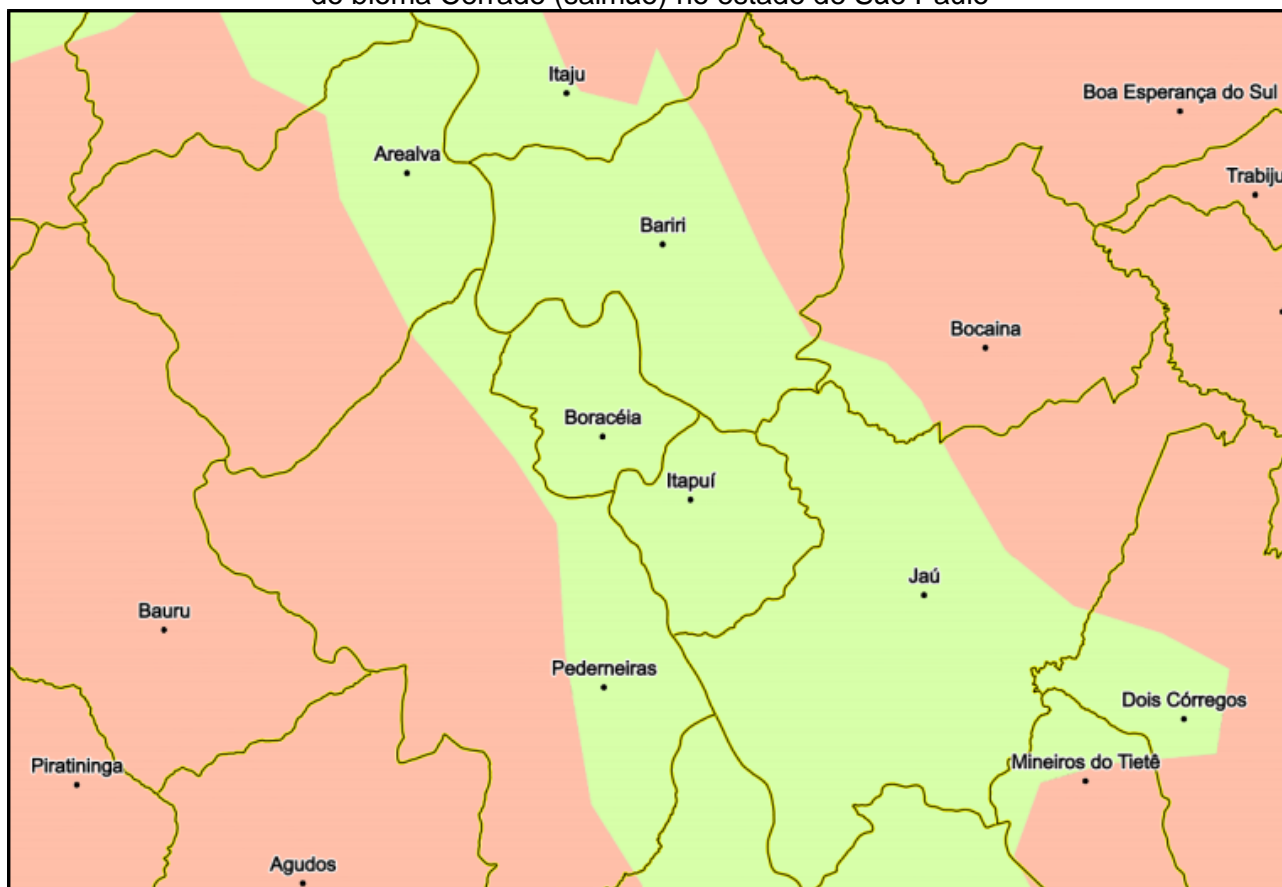 do bioma Cerrado (salmão) no estado de São Paulo
Itaju
Boa Esperança do Sul
Arealva
Trabiju
Bariri
Bocaina
Boracéia
Itapuí
Jaú
Bauru
Pederneiras
Dois Córregos
Mineiros do Tietê
Piratininga
Agudos